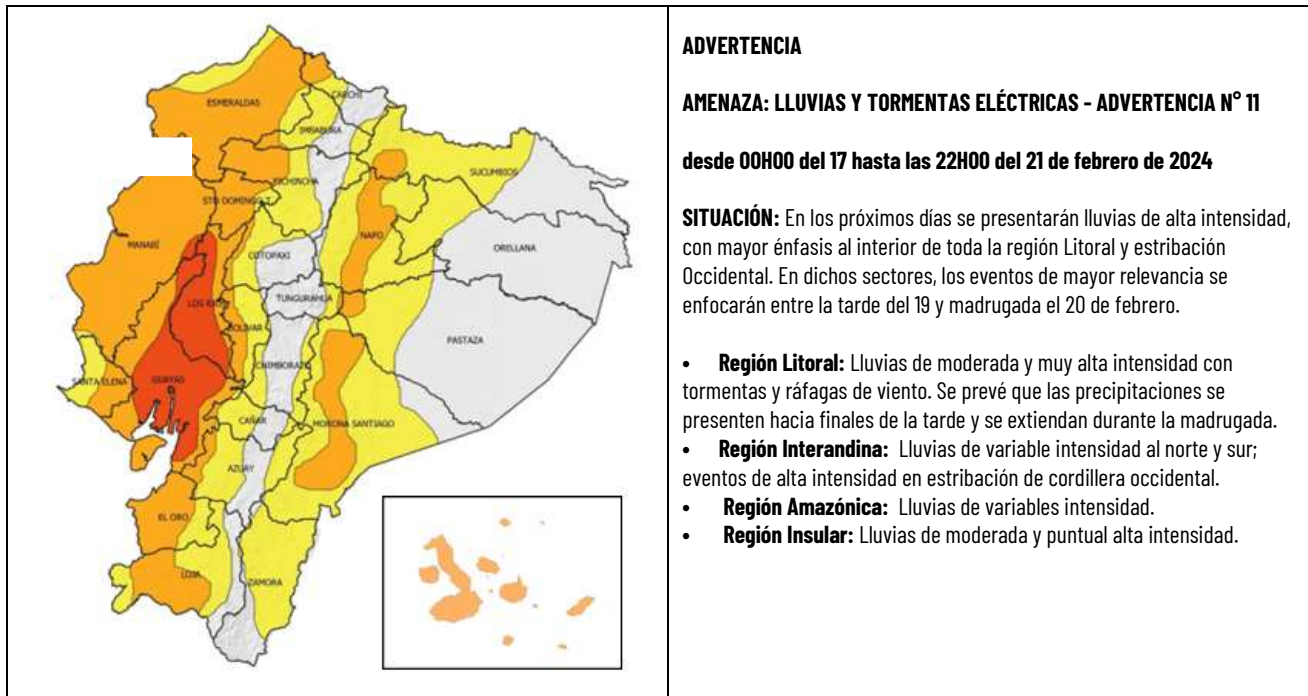 ESMERALDAS
CARCHI
IMBABURA
SUCUMBIOS
PICHINCHA
STO DOMINGO T
NAPO
ORELLANA
MANABÍ
COTOPAXI
LOS RIOS
TUNGURAHUA
BOLIVAR
PASTAZA
CHIMBORAZO
SANTA ELENA
GUAYAS
CAÑAR
MORONA SANTIAGO
AZUAY
EL ORO
LOJA
ZAMORA
ADVERTENCIA
AMENAZA: LLUVIAS Y TORMENTAS ELÉCTRICAS - ADVERTENCIA N° 11
desde 00H00 del 17 hasta las 22H00 del 21 de febrero de 2024
SITUACIÓN: En los próximos días se presentarán lluvias de alta intensidad,
con mayor énfasis al interior de toda la región Litoral y estribación
Occidental. En dichos sectores, los eventos de mayor relevancia se
enfocarán entre la tarde del 19 y madrugada el 20 de febrero.
• Región Litoral: Lluvias de moderada y muy alta intensidad con
tormentas y ráfagas de viento. Se prevé que las precipitaciones se
presenten hacia finales de la tarde y se extiendan durante la madrugada.
• Región Interandina: Lluvias de variable intensidad al norte y sur;
eventos de alta intensidad en estribación de cordillera occidental.
• Región Amazónica: Lluvias de variables intensidad.
• Región Insular: Lluvias de moderada y puntual alta intensidad.